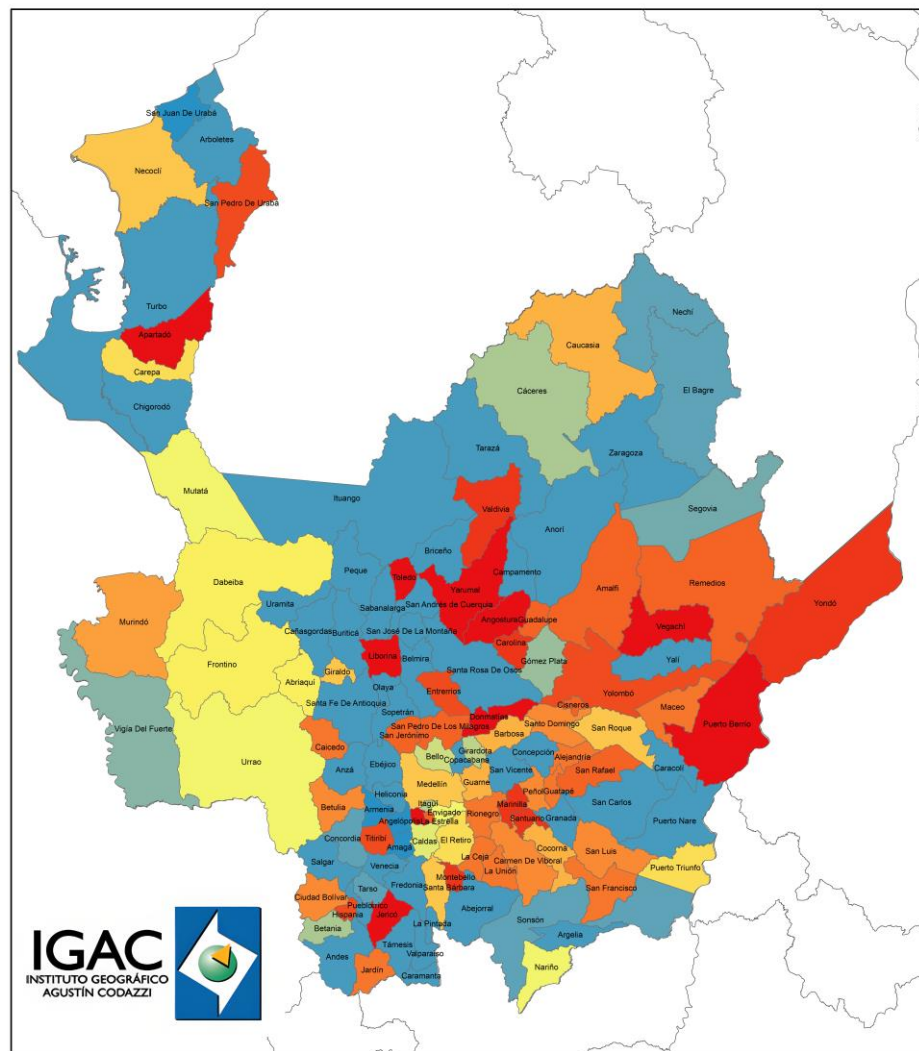 San Juan De Urabá
Arboletes
Necoclí
San Pedro De Urabá
Turbo
Apartadó
Carepa
Chigorodó
Mutatá
Nechí
Caucasia
Cáceres
El Bagre
Tarazá
Zaragoza
Ituango
Segovia
Valdivia
Anorí
Briceño
Dabeiba
Peque
Toledo
Yarumal
Campamento
Amalfi
Remedios
Uramita
Sabanalarga
San Andrés de Cuerquia
Murindó
Cañasgordas
Buriticá
San José De La Montaña
Angostura
Guadalupe
Vegachí
Yondó
Frontino
Abriaquí
Giraldo
Liborina
Belmira
Carolina
Gómez Plata
Yalí
Santa Rosa De Osos
Olaya
Entrerrios
Yolombó
Santa Fe De Antioquia
Sopetrán
Cisneros
Maceo
Puerto Berrio
Vigía Del Fuerte
San Pedro De Los Milagros
Donmatías
Santo Domingo
San Roque
San Jerónimo
Barbosa
Urrao
Caicedo
Anzá
Ebéjico
Bello
Girardota
Copacabana
Concepción
Alejandria
Caracolí
San Vicente
San Rafael
Medellín
Guarne
Heliconia
Peñol
Guatapé
San Carlos
Betulia
Armenia
Itagüí
Envigado
Rionegro
Marinilla
Santuario
Granada
Puerto Nare
Angelópolis
La Estrella
Concordia
Titiribí
Amagá
Caldas
El Retiro
Cocorna
San Luis
Salgar
Venecia
La Ceja
Carmen De Viboral
La Unión
Puerto Triunfo
Montebello
Fredonia
Santa Bárbara
Tarso
San Francisco
Ciudad Bolívar
Pueblorrico
Hispania
Jerico
Abejorral
Betania
La Pintada
Sonsón
Argelia
Andes
Támesis
Valparaiso
Jardín
Caramanta
Nariño
IGAC
INSTITUTO GEOGRÁFICO
AGUSTÍN CODAZZI